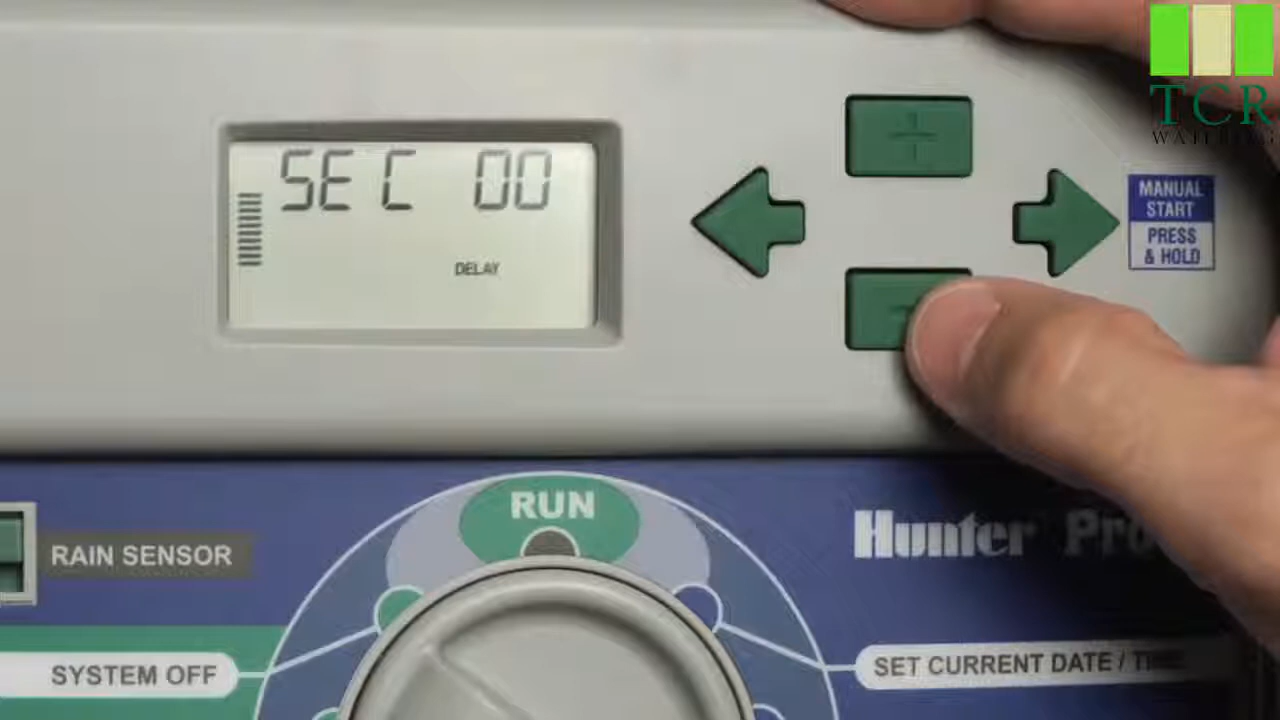 TCR
WATERING
SEC 00
DELAY
MANUAL
START
PRESS
& HOLD
RUN
Hunter Pro
RAIN SENSOR
SYSTEM OFF
SET CURRENT DATE / TIME